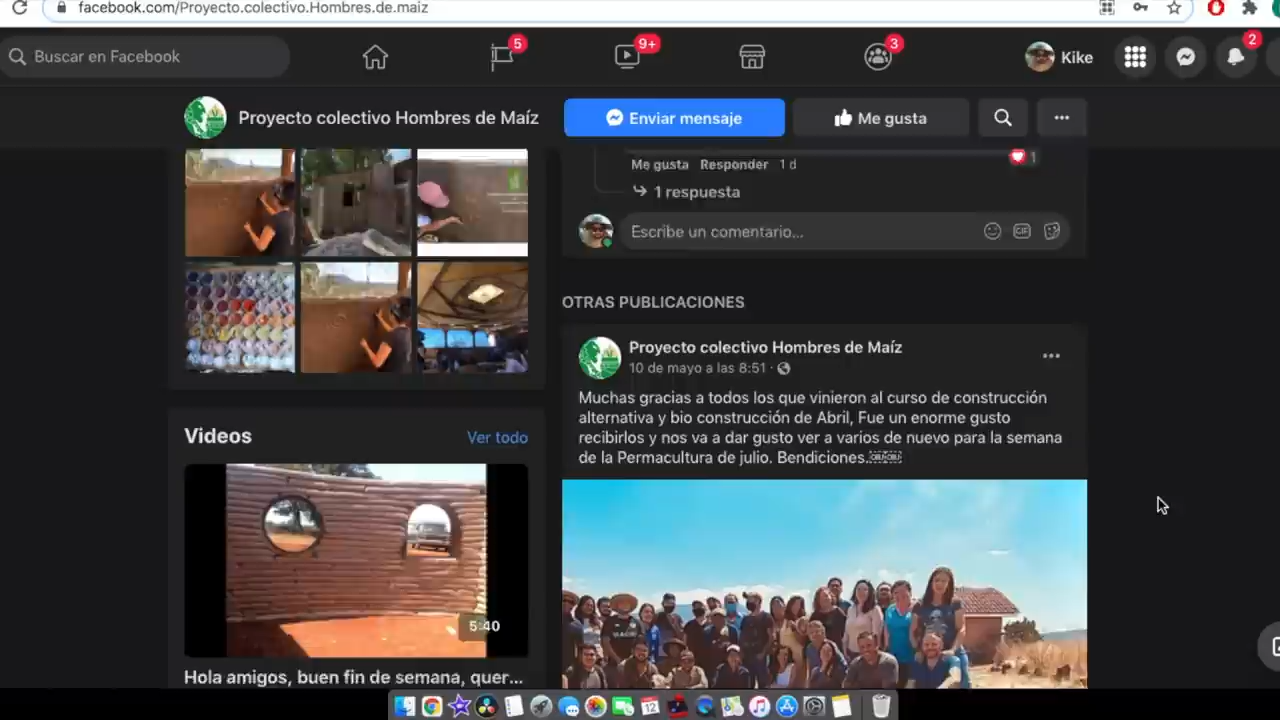 facebook.com/Proyecto.colectivo.Hombres.de.maiz
Buscar en Facebook
5
9+
3
Kike
2
Proyecto colectivo Hombres de Maíz
Enviar mensaje
Me gusta
Me gusta Responder 1 d
1
1 respuesta
Escribe un comentario...
GIF
OTRAS PUBLICACIONES
Proyecto colectivo Hombres de Maíz
10 de mayo a las 8:51 ·
Muchas gracias a todos los que vinieron al curso de construcción
alternativa y bio construcción de Abril, Fue un enorme gusto
recibirlos y nos va a dar gusto ver a varios de nuevo para la semana
de la Permacultura de julio. Bendiciones.
Videos
Ver todo
5:40
Hola amigos, buen fin de semana, quer...
12